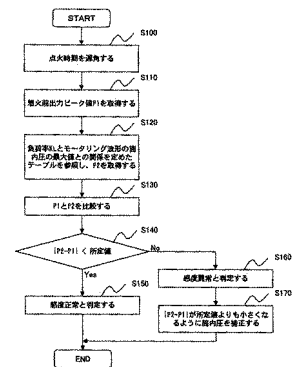 START
S100
点火時期を遅角する
S110
燃火前出力ピーク値P1を取得する
S120
負荷率KLとモータリング波形の筒
内圧の最大値との関係を定めた
テーブルを参照し、P2を取得する
S130
P1とP2を比較する
S140
|P2-P1| < 所定値
No
Yes
S150
感度正常と判定する
S160
感度異常と判定する
S170
|P2-P1|が所定値よりも小さくな
るように筒内圧を補正する
END